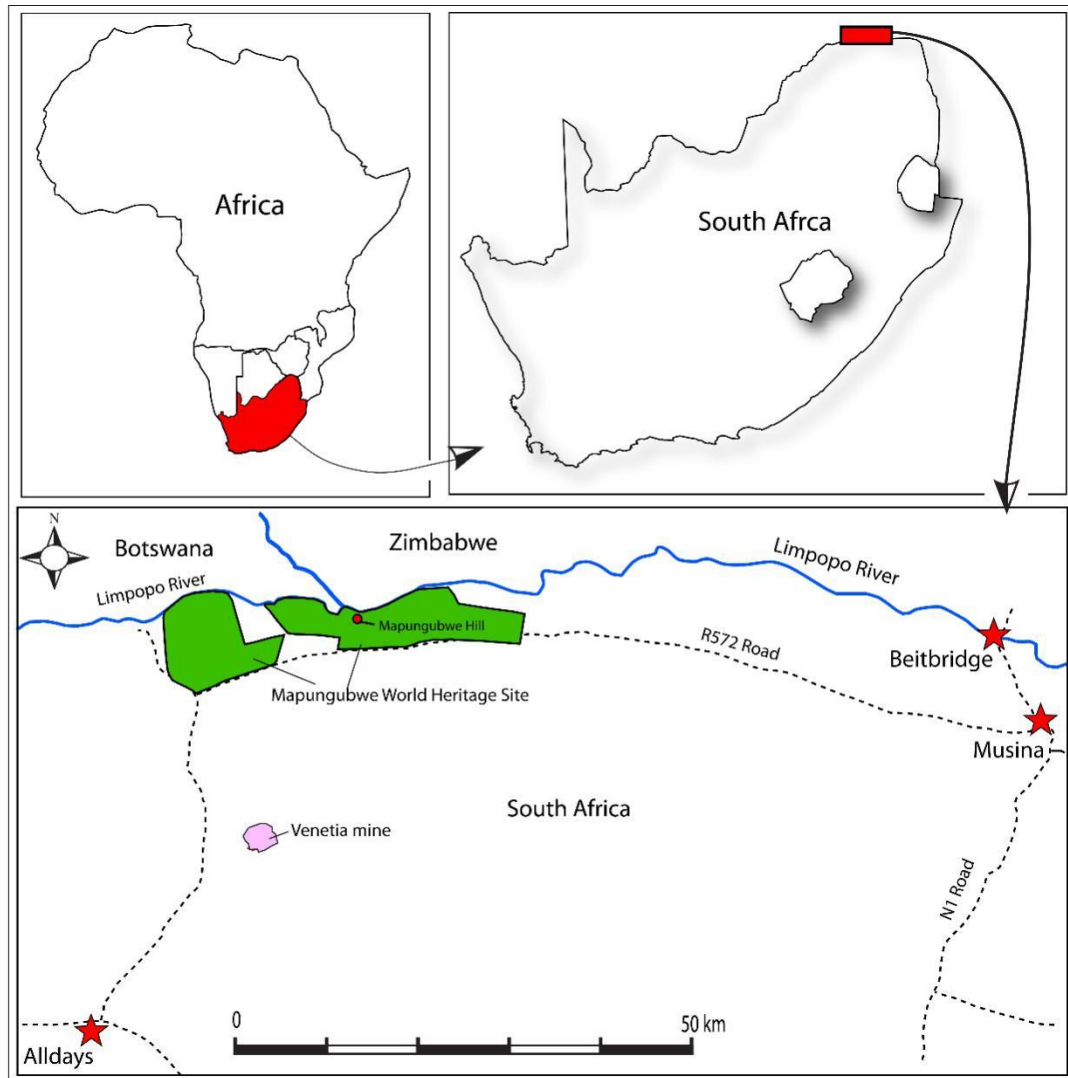 Africa
South Afrca
N
Botswana
Zimbabwe
Limpopo River
Limpopo River
Mapungubwe Hill
R572 Road
Beitbridge
Mapungubwe World Heritage Site
Musina
South Africa
Venetia mine
N1 Road
0
50 km
Alldays